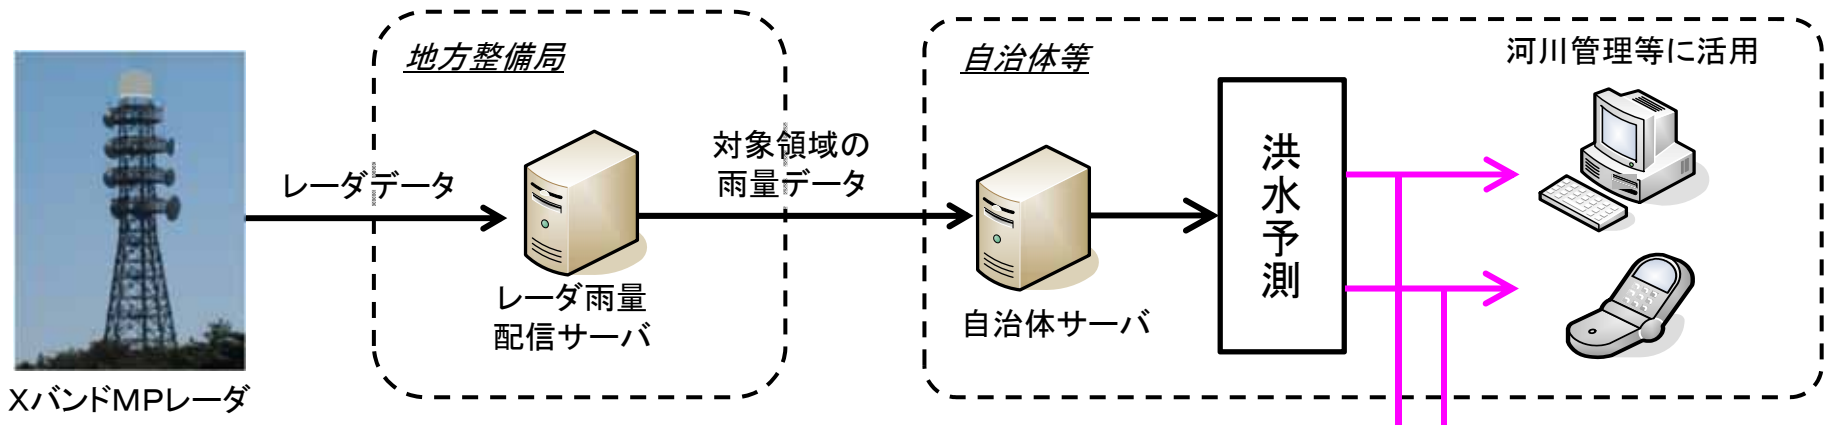 地方整備局
自治体等
河川管理等に活用
レーダデータ
対象領域の
雨量データ
洪水予測
レーダ雨量
配信サーバ
自治体サーバ
XバンドMPレーダ